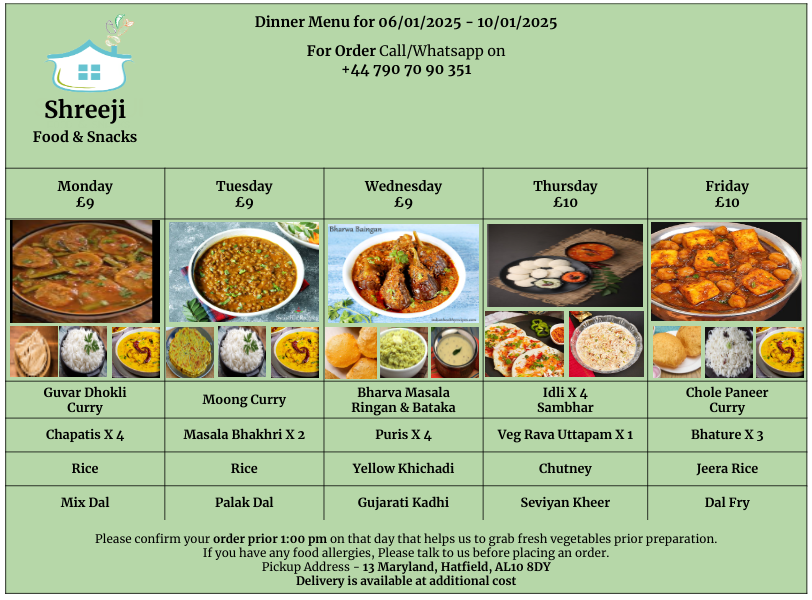 Dinner Menu for 06/01/2025 - 10/01/2025
For Order Call/Whatsapp on
+44 790 70 90 351
Shreeji
Food & Snacks
Monday
£9
Tuesday
£9
Wednesday
£9
Thursday
£10
Friday
£10
Bharwa Baingan
Guvar Dhokli
Curry
Moong Curry
Bharva Masala
Ringan & Bataka
Idli X 4
Sambhar
Chole Paneer
Curry
Chapatis X 4
Masala Bhakhri X 2
Puris X 4
Veg Rava Uttapam X 1
Bhature X 3
Rice
Rice
Yellow Khichadi
Chutney
Jeera Rice
Mix Dal
Palak Dal
Gujarati Kadhi
Seviyan Kheer
Dal Fry
Please confirm your order prior 1:00 pm on that day that helps us to grab fresh vegetables prior preparation.
If you have any food allergies, Please talk to us before placing an order.
Pickup Address - 13 Maryland, Hatfield, AL10 8DY
Delivery is available at additional cost